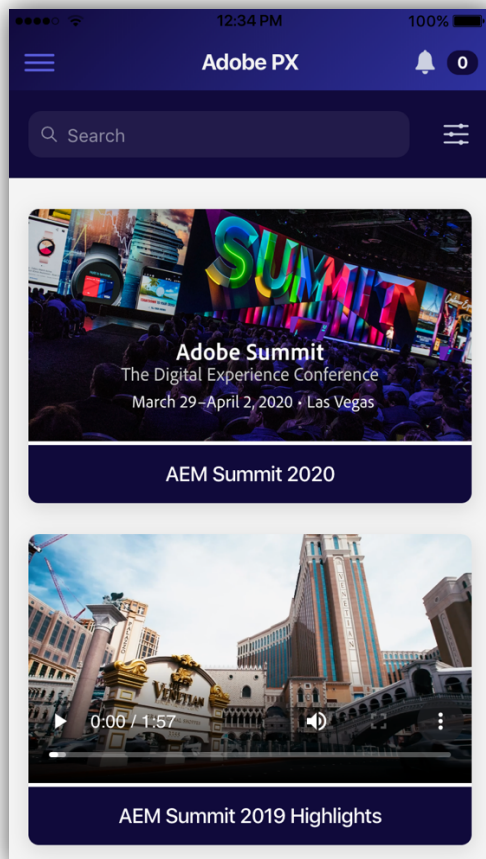 12:34 PM
100%
Adobe PX
0
Search
SUMMIT
Adobe Summit
The Digital Experience Conference
March 29–April 2, 2020 • Las Vegas
AEM Summit 2020
VENETIAN
VENETIAN
0:00 / 1:57
AEM Summit 2019 Highlights